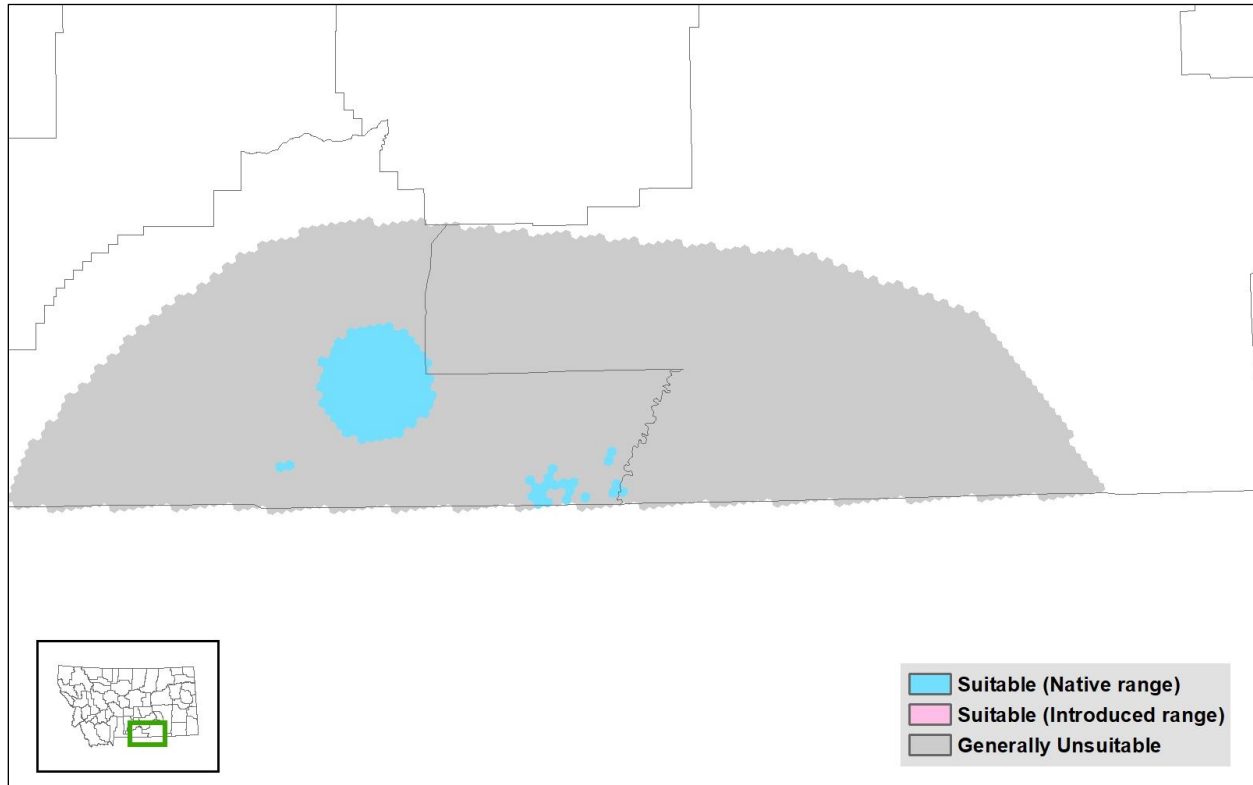 Suitable (Native range)
Suitable (Introduced range)
Generally Unsuitable